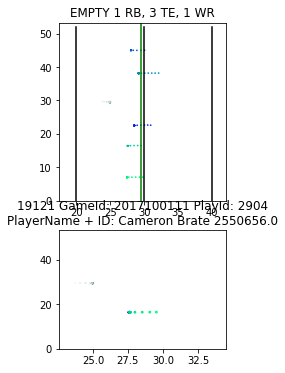 EMPTY 1 RB, 3 TE, 1 WR
50
40
30
20
10
0
20 25 30 35 40
19121 GameId: 2017100111 PlayId: 2904
PlayerName + ID: Cameron Brate 2550656.0
40
20
0
25.0 27.5 30.0 32.5